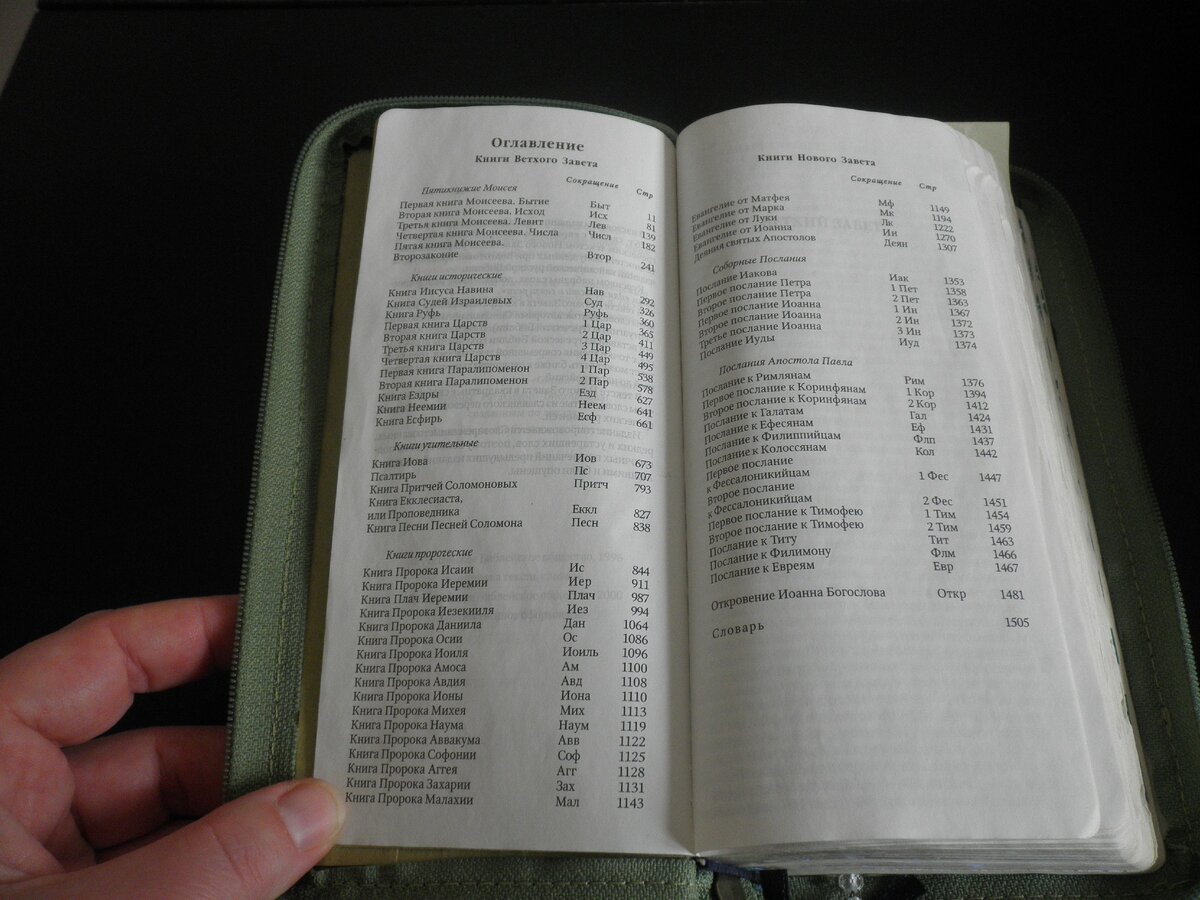 Оглавление
Книги Ветхого Завета
Сокращение Стр
Пятикнижие Моисея
Первая книга Моисеева. Бытие Быт 11
Вторая книга Моисеева. Исход Исх 81
Третья книга Моисеева. Левит Лев 139
Четвертая книга Моисеева. Числа Числ 182
Пятая книга Моисеева.
Второзаконие Втор 241
Книги исторические
Книга Иисуса Навина Нав 292
Книга Судей Израилевых Суд 326
Книга Руфь Руфь 360
Первая книга Царств 1 Цар 365
Вторая книга Царств 2 Цар 411
Третья книга Царств 3 Цар 449
Четвертая книга Царств 4 Цар 495
Первая книга Паралипоменон 1 Пар 538
Вторая книга Паралипоменон 2 Пар 578
Книга Ездры Езд 627
Книга Неемии Неем 641
Книга Есфирь Есф 661
Книги учительные
Книга Иова Иов 673
Псалтирь Пс 707
Книга Притчей Соломоновых Притч 793
Книга Екклесиаста,
или Проповедника Еккл 827
Книга Песни Песней Соломона Песн 838
Книги пророческие
Книга Пророка Исаии Ис 844
Книга Пророка Иеремии Иер 911
Книга Плач Иеремии Плач 987
Книга Пророка Иезекииля Иез 994
Книга Пророка Даниила Дан 1064
Книга Пророка Осии Ос 1086
Книга Пророка Иоиля Иоиль 1096
Книга Пророка Амоса Ам 1100
Книга Пророка Авдия Авд 1108
Книга Пророка Ионы Иона 1110
Книга Пророка Михея Мих 1113
Книга Пророка Наума Наум 1119
Книга Пророка Аввакума Авв 1122
Книга Пророка Софонии Соф 1125
Книга Пророка Аггея Агг 1128
Книга Пророка Захарии Зах 1131
Книга Пророка Малахии Мал 1143
Книги Нового Завета
Сокращение Стр
Евангелие от Матфея Мф 1149
Евангелие от Марка Мк 1194
Евангелие от Луки Лк 1222
Евангелие от Иоанна Ин 1270
Деяния святых Апостолов Деян 1307
Соборные Послания
Послание Иакова Иак 1353
Первое послание Петра 1 Пет 1358
Второе послание Петра 2 Пет 1363
Первое послание Иоанна 1 Ин 1367
Второе послание Иоанна 2 Ин 1372
Третье послание Иоанна 3 Ин 1373
Послание Иуды Иуд 1374
Послания Апостола Павла
Послание к Римлянам Рим 1376
Первое послание к Коринфянам 1 Кор 1394
Второе послание к Коринфянам 2 Кор 1412
Послание к Галатам Гал 1424
Послание к Ефесянам Еф 1431
Послание к Филиппийцам Флп 1437
Послание к Колоссянам Кол 1442
Первое послание
к Фессалоникийцам 1 Фес 1447
Второе послание
к Фессалоникийцам 2 Фес 1451
Первое послание к Тимофею 1 Тим 1454
Второе послание к Тимофею 2 Тим 1459
Послание к Титу Тит 1463
Послание к Филимону Флм 1466
Послание к Евреям Евр 1467
Откровение Иоанна Богослова Откр 1481
Словарь 1505